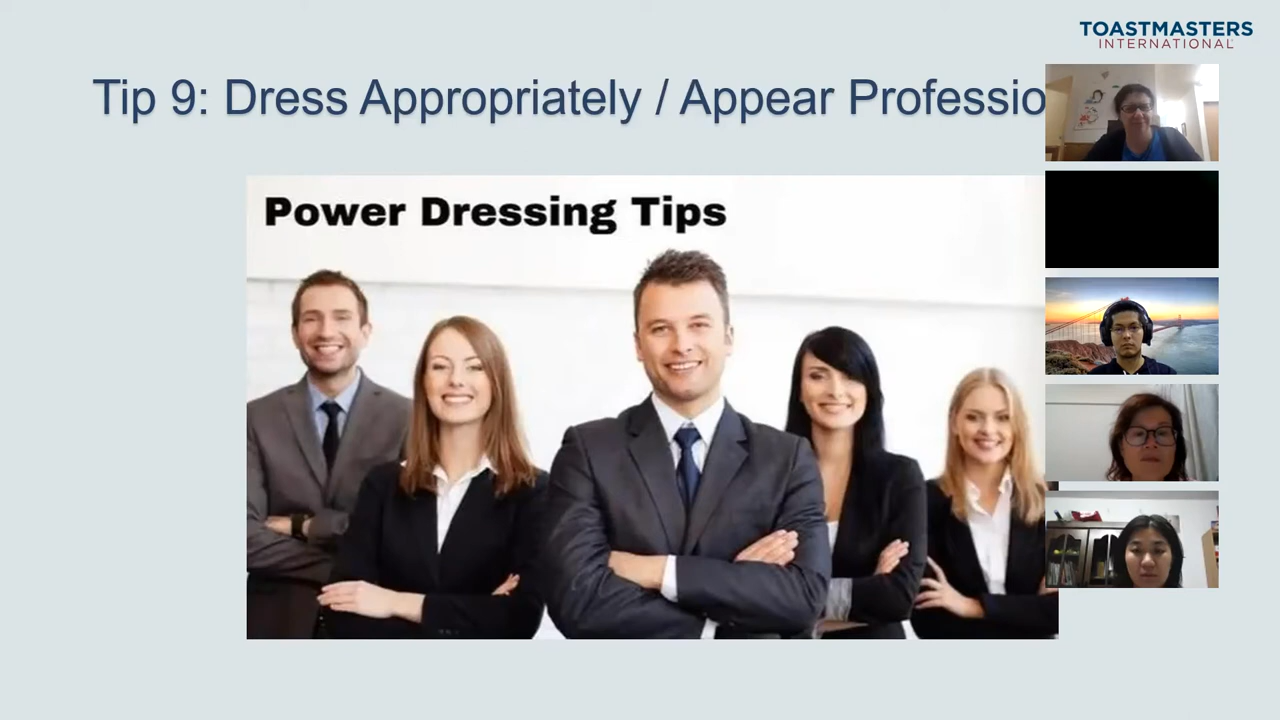 TOASTMASTERS
INTERNATIONAL
Tip 9: Dress Appropriately / Appear Professio
Power Dressing Tips